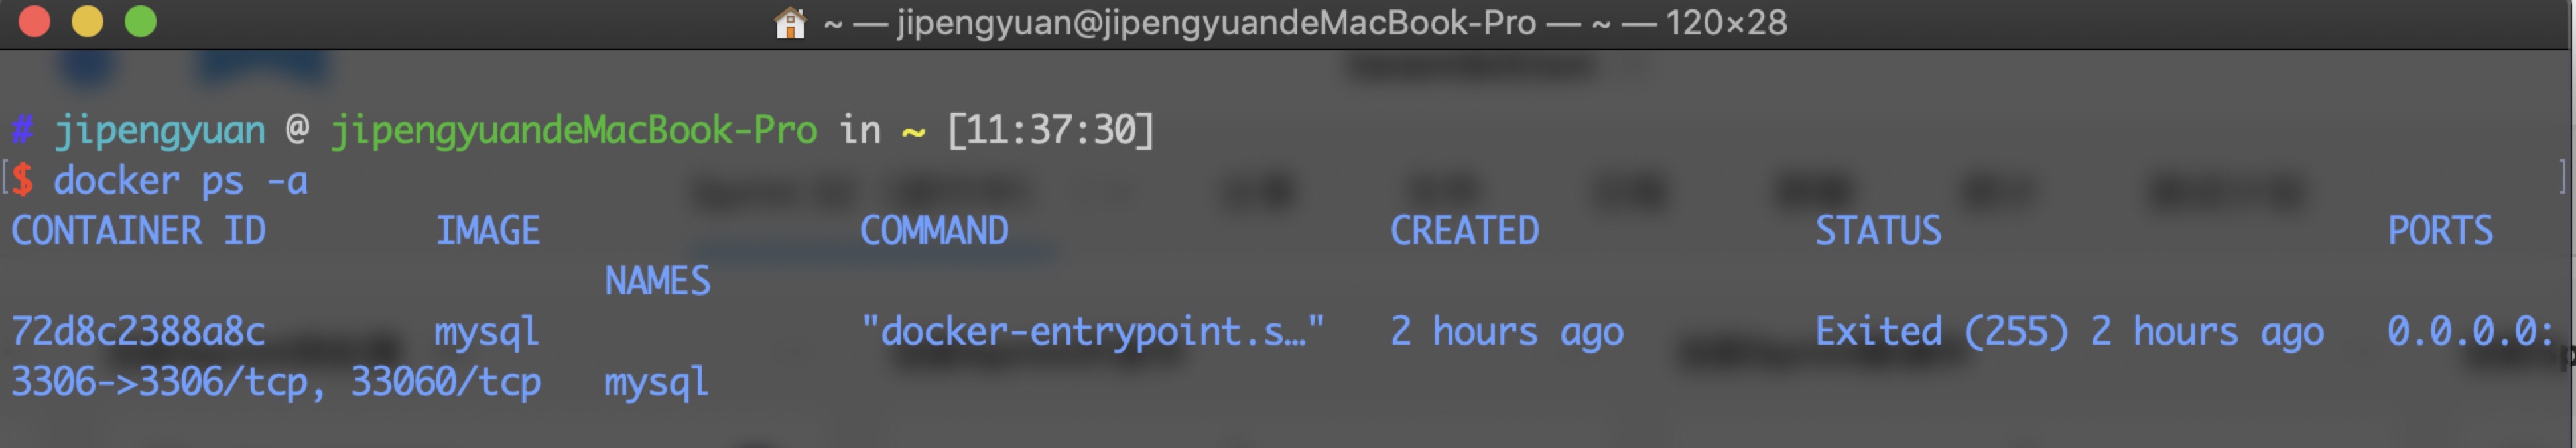 ~ — jipengyuan@jipengyuandeMacBook-Pro — ~ — 120×28
# jipengyuan @ jipengyuandeMacBook-Pro in ~ [11:37:30]
[$ docker ps -a ]
CONTAINER ID IMAGE COMMAND CREATED STATUS PORTS
NAMES
72d8c2388a8c mysql "docker-entrypoint.s…" 2 hours ago Exited (255) 2 hours ago 0.0.0.0:
3306->3306/tcp, 33060/tcp mysql